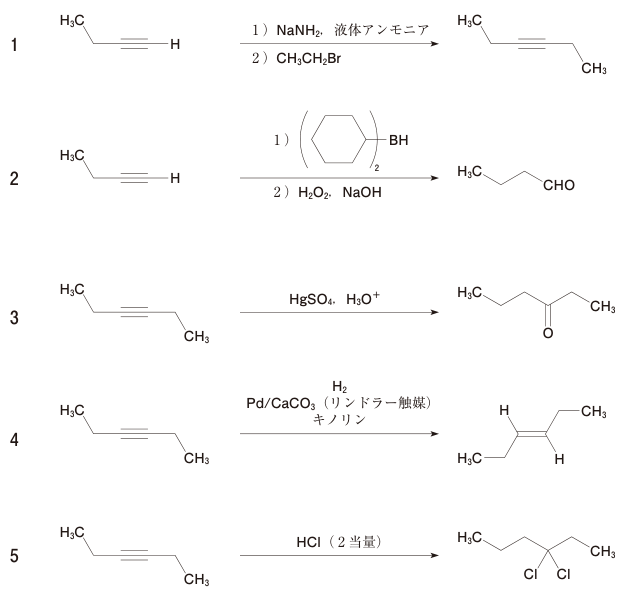 H₃C
1
H
1）NaNH₂，液体アンモニア
2）CH₃CH₂Br
H₃C
CH₃
H₃C
2
H
1）
BH
2
2）H₂O₂，NaOH
H₃C
CHO
H₃C
3
CH₃
HgSO₄，H₃O⁺
H₃C
CH₃
O
H₃C
4
CH₃
H₂
Pd/CaCO₃（リンドラー触媒）
キノリン
H
CH₃
H₃C
H
H₃C
5
CH₃
HCl（2当量）
H₃C
CH₃
Cl Cl